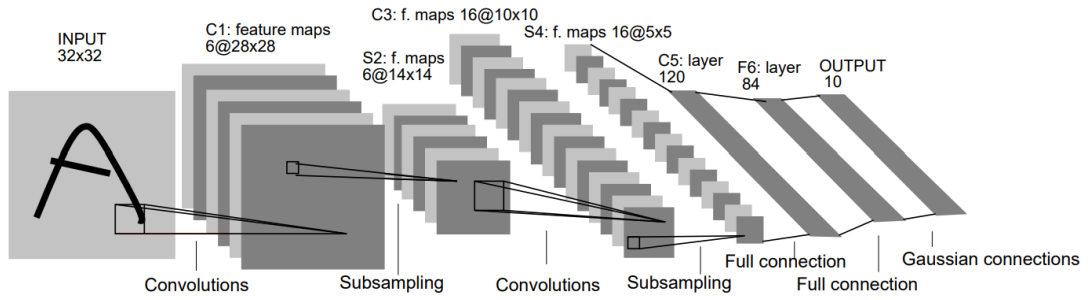 INPUT
32x32
C1: feature maps
6@28x28
S2: f. maps
6@14x14
C3: f. maps 16@10x10
S4: f. maps 16@5x5
C5: layer
120
F6: layer
84
OUTPUT
10
Convolutions
Subsampling
Convolutions
Subsampling
Full connection
Full connection
Gaussian connections